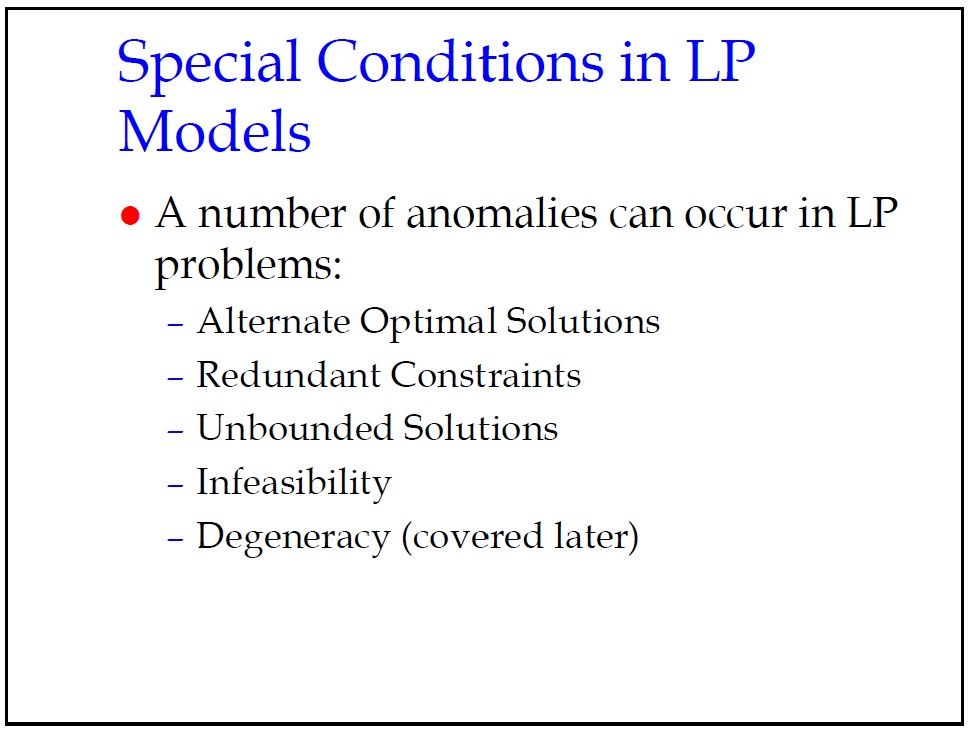 Special Conditions in LP
Models
• A number of anomalies can occur in LP
problems:
– Alternate Optimal Solutions
– Redundant Constraints
– Unbounded Solutions
– Infeasibility
– Degeneracy (covered later)